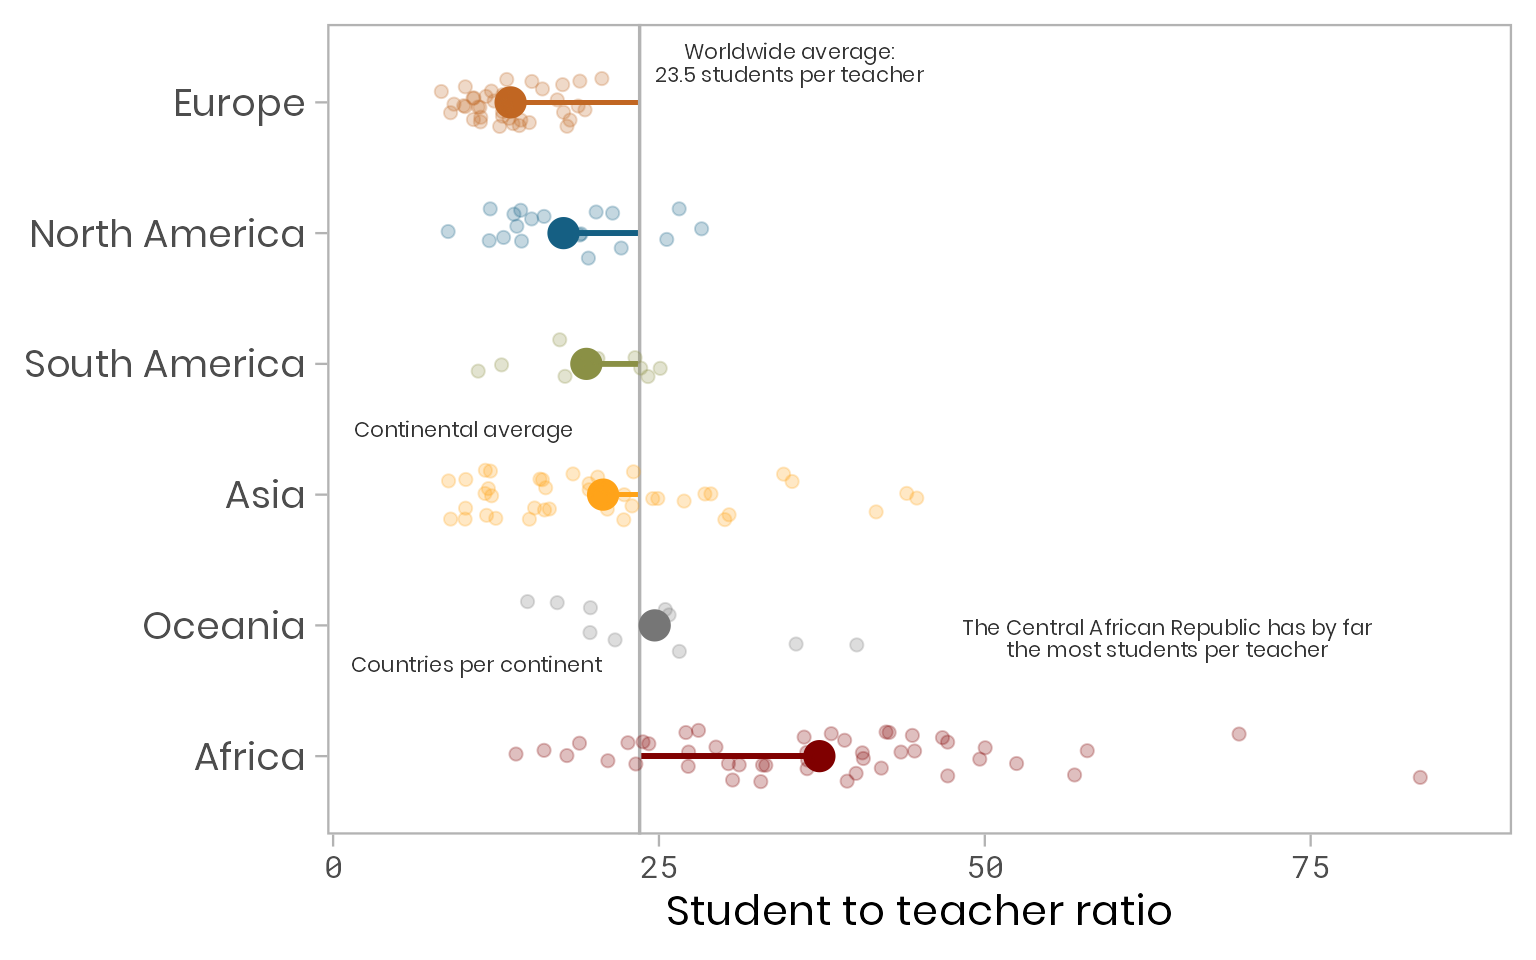 Worldwide average:
23.5 students per teacher
Europe
North America
South America
Continental average
Asia
Oceania
The Central African Republic has by far
the most students per teacher
Countries per continent
Africa
0 25 50 75
Student to teacher ratio